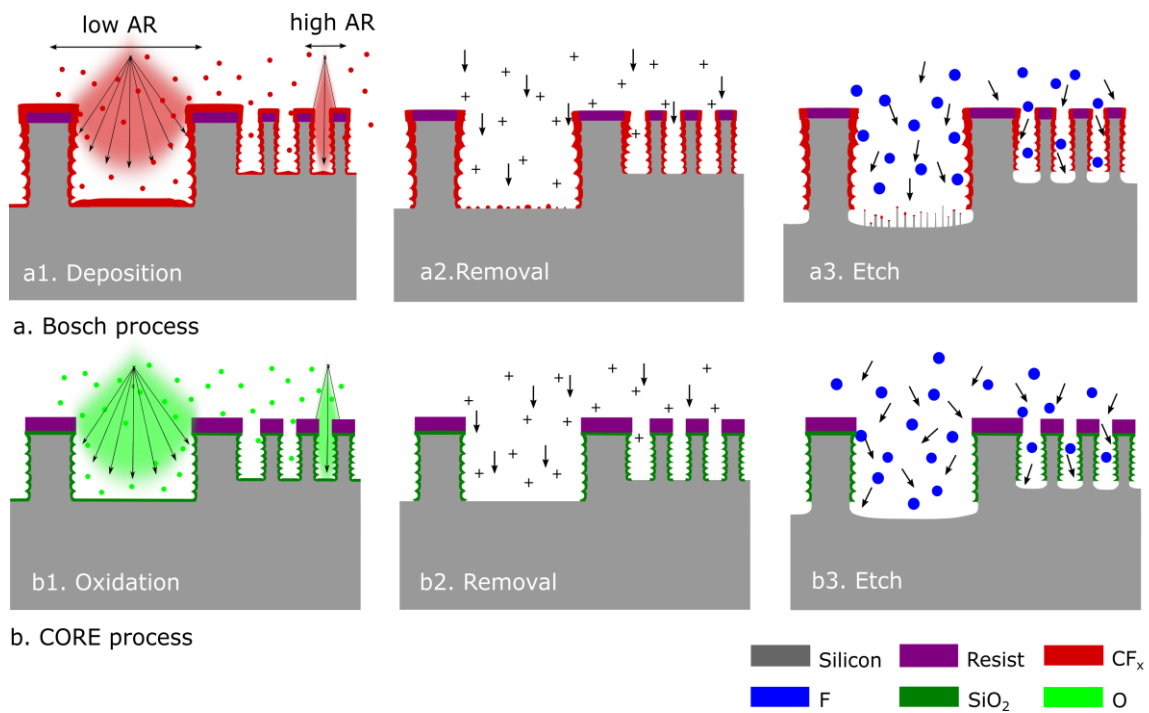 low AR
high AR
a1. Deposition
a2.Removal
a3. Etch
a. Bosch process
b1. Oxidation
b2. Removal
b3. Etch
b. CORE process
Silicon
Resist
CFₓ
F
SiO₂
O